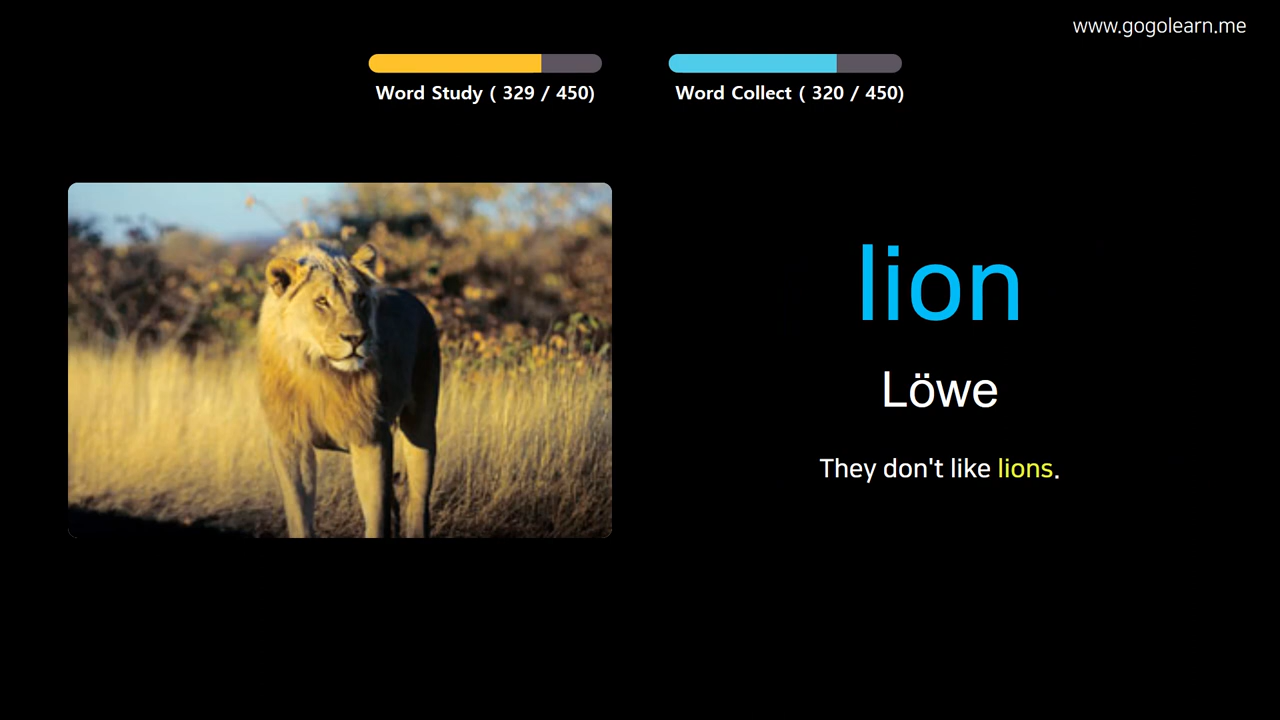 www.gogolearn.me
Word Study ( 329 / 450)
Word Collect ( 320 / 450)
lion
Löwe
They don't like lions.